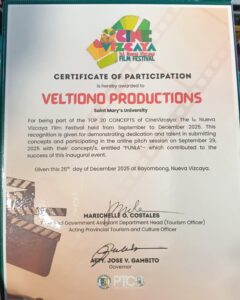 CINE
VIZCAYA
FILM FESTIVAL
CERTIFICATE OF PARTICIPATION
is hereby awarded to
VELTIONO PRODUCTIONS
Saint Mary's University
For being part of the TOP 20 CONCEPTS of CineVizcaya: The 1st Nueva
Vizcaya Film Festival held from September to December 2025. This
recognition is given for demonstrating dedication and talent in submitting
concepts and participating in the online pitch session on September 29,
2025 with their concept/s entitled "PUNLA"- which contributed to the
success of this inaugural event.
Given this 20th day of December 2025 at Bayombong, Nueva Vizcaya.
MARICHELLE O. COSTALES
Government Assistant Department Head (Tourism Officer)
Acting Provincial Tourism and Culture Officer
ATTY. JOSE V. GAMBITO
Governor
PTCO